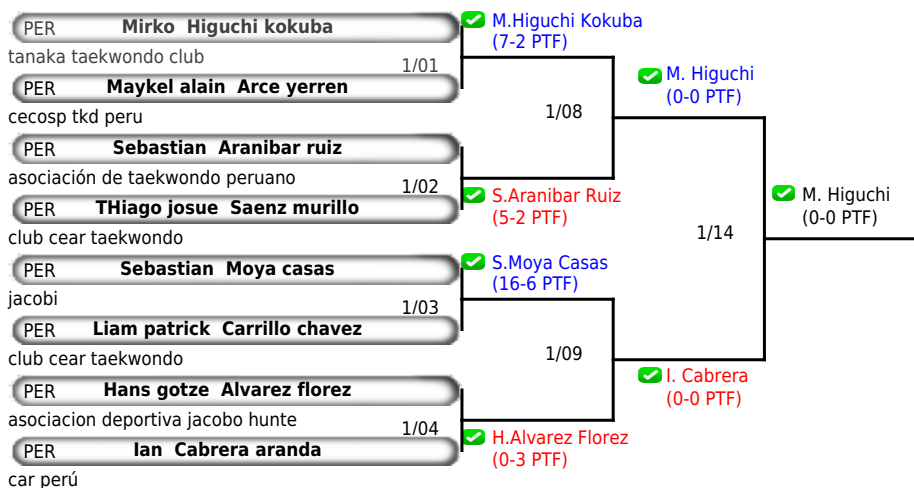 PER Mirko Higuchi kokuba
tanaka taekwondo club
1/01
PER Maykel alain Arce yerren
cecosp tkd peru
PER Sebastian Aranibar ruiz
asociación de taekwondo peruano
1/02
PER THiago josue Saenz murillo
club cear taekwondo
PER Sebastian Moya casas
jacobi
1/03
PER Liam patrick Carrillo chavez
club cear taekwondo
PER Hans gotze Alvarez florez
asociacion deportiva jacobo hunte
1/04
PER Ian Cabrera aranda
car perú
M.Higuchi Kokuba
(7-2 PTF)
1/08
S.Aranibar Ruiz
(5-2 PTF)
S.Moya Casas
(16-6 PTF)
1/09
H.Alvarez Florez
(0-3 PTF)
M. Higuchi
(0-0 PTF)
1/14
I. Cabrera
(0-0 PTF)
M. Higuchi
(0-0 PTF)